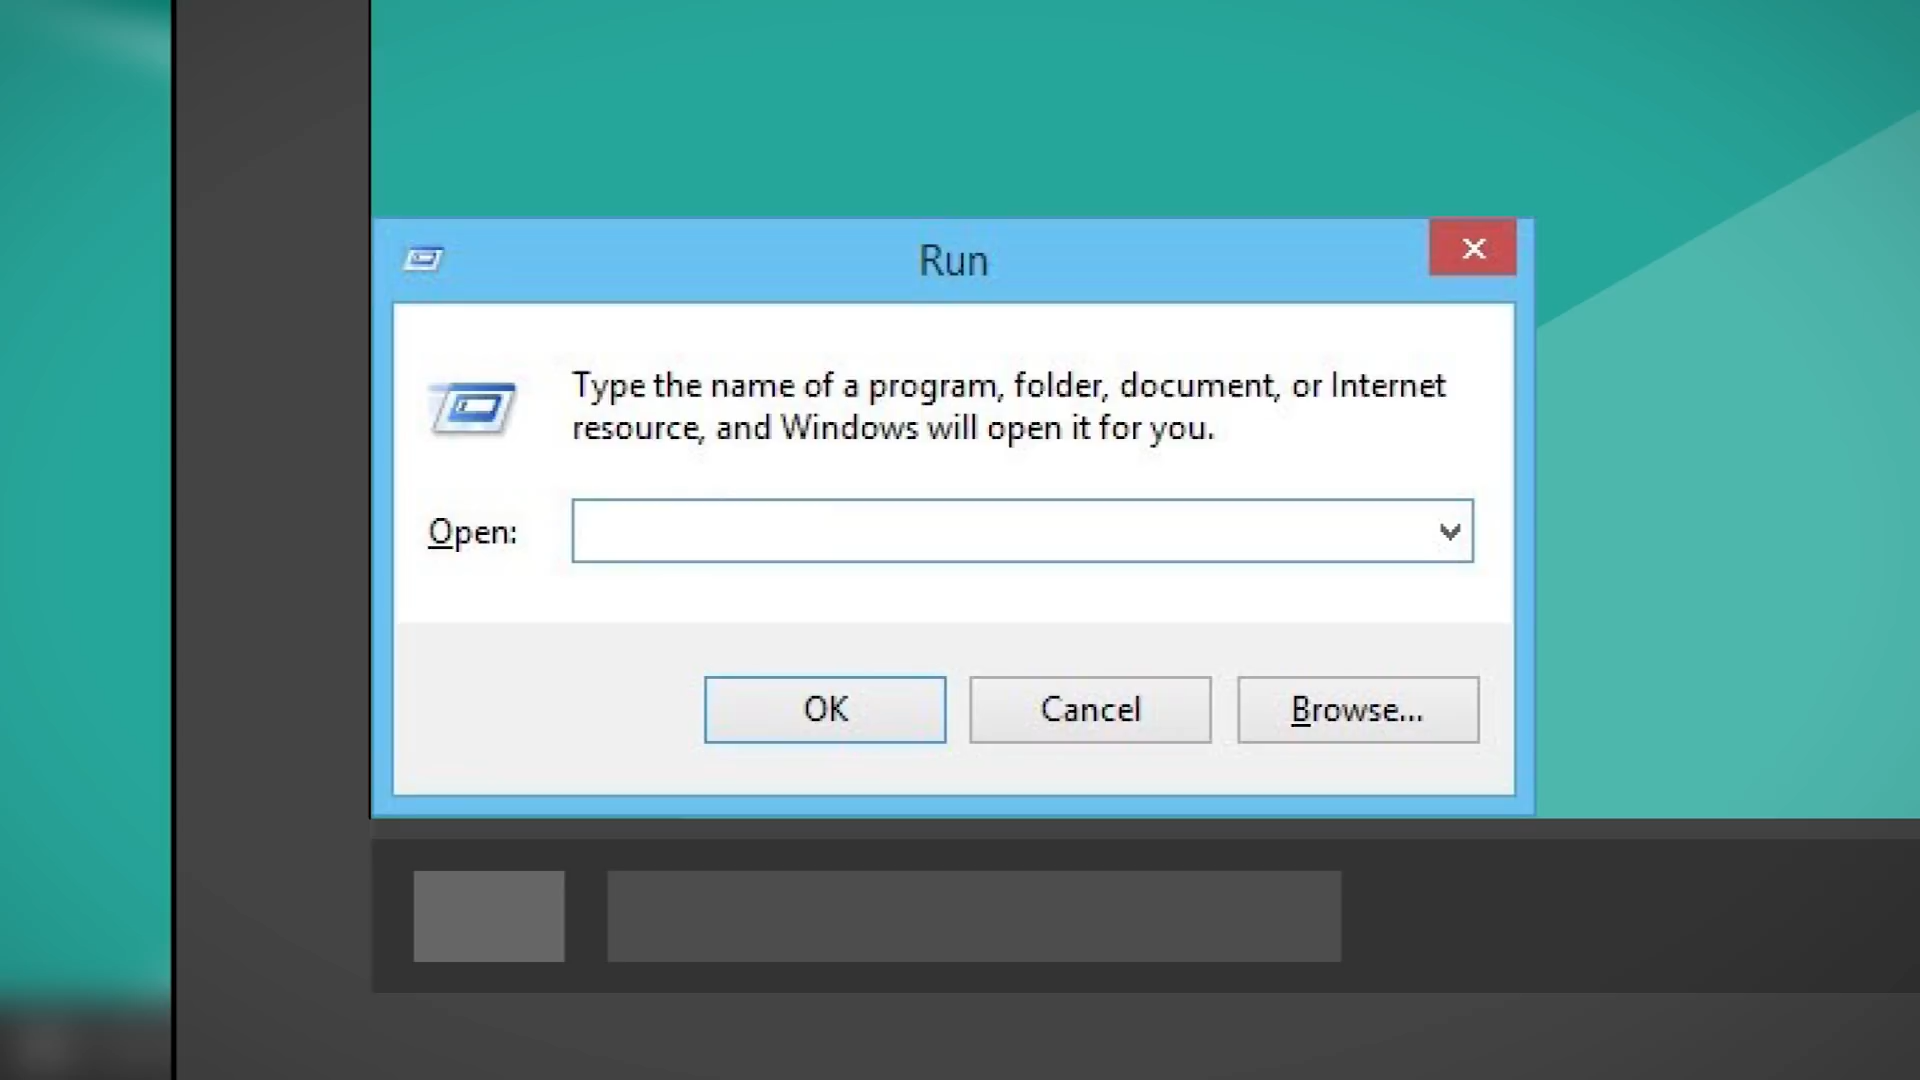 Run
Type the name of a program, folder, document, or Internet
resource, and Windows will open it for you.
Open:
OK
Cancel
Browse...